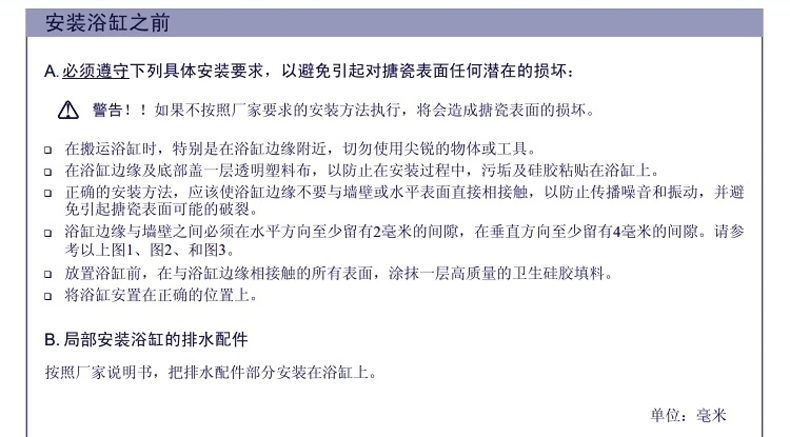 安装浴缸之前
A. 必须遵守下列具体安装要求，以避免引起对搪瓷表面任何潜在的损坏：
警告！！如果不按照厂家要求的安装方法执行，将会造成搪瓷表面的损坏。
□ 在搬运浴缸时，特别是在浴缸边缘附近，切勿使用尖锐的物体或工具。
□ 在浴缸边缘及底部盖一层透明塑料布，以防止在安装过程中，污垢及硅胶粘贴在浴缸上。
□ 正确的安装方法，应该使浴缸边缘不要与墙壁或水平表面直接相接触，以防止传播噪音和振动，并避
免引起搪瓷表面可能的破裂。
□ 浴缸边缘与墙壁之间必须在水平方向至少留有2毫米的间隙，在垂直方向至少留有4毫米的间隙。请参
考以上图1、图2、和图3。
□ 放置浴缸前，在与浴缸边缘相接触的所有表面，涂抹一层高质量的卫生硅胶填料。
□ 将浴缸安置在正确的位置上。
B. 局部安装浴缸的排水配件
按照厂家说明书，把排水配件部分安装在浴缸上。
单位：毫米